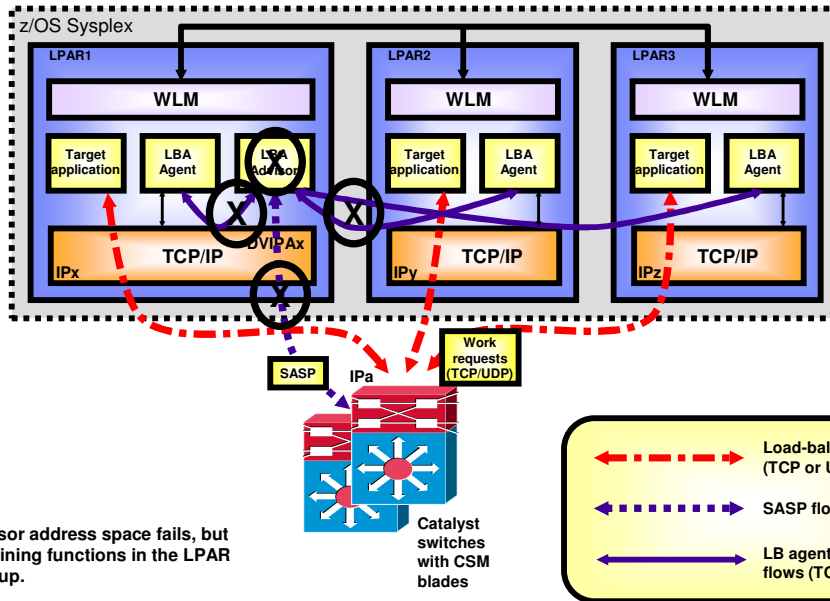 z/OS Sysplex
LPAR1
LPAR2
LPAR3
WLM
WLM
WLM
Target
application
LBA
Agent
LBA
Advisor
Target
application
LBA
Agent
Target
application
LBA
Agent
X
X
X
TCP/IP
DVIPAx
IPx
TCP/IP
IPy
TCP/IP
IPz
X
SASP
IPa
Work
requests
(TCP/UDP)
Catalyst
switches
with CSM
blades
sor address space fails, but
ining functions in the LPAR
up.
Load-bal
(TCP or U
SASP flo
LB agent
flows (TC